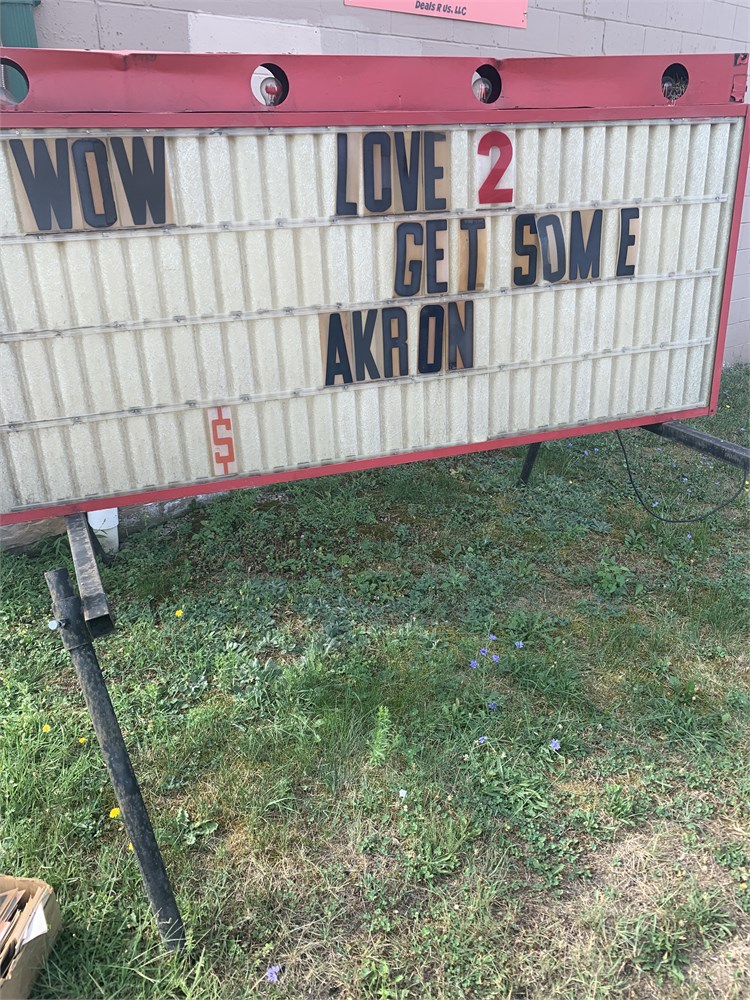 Deals R Us, LLC
WOW LOVE 2
GET SOME
AKRON
$